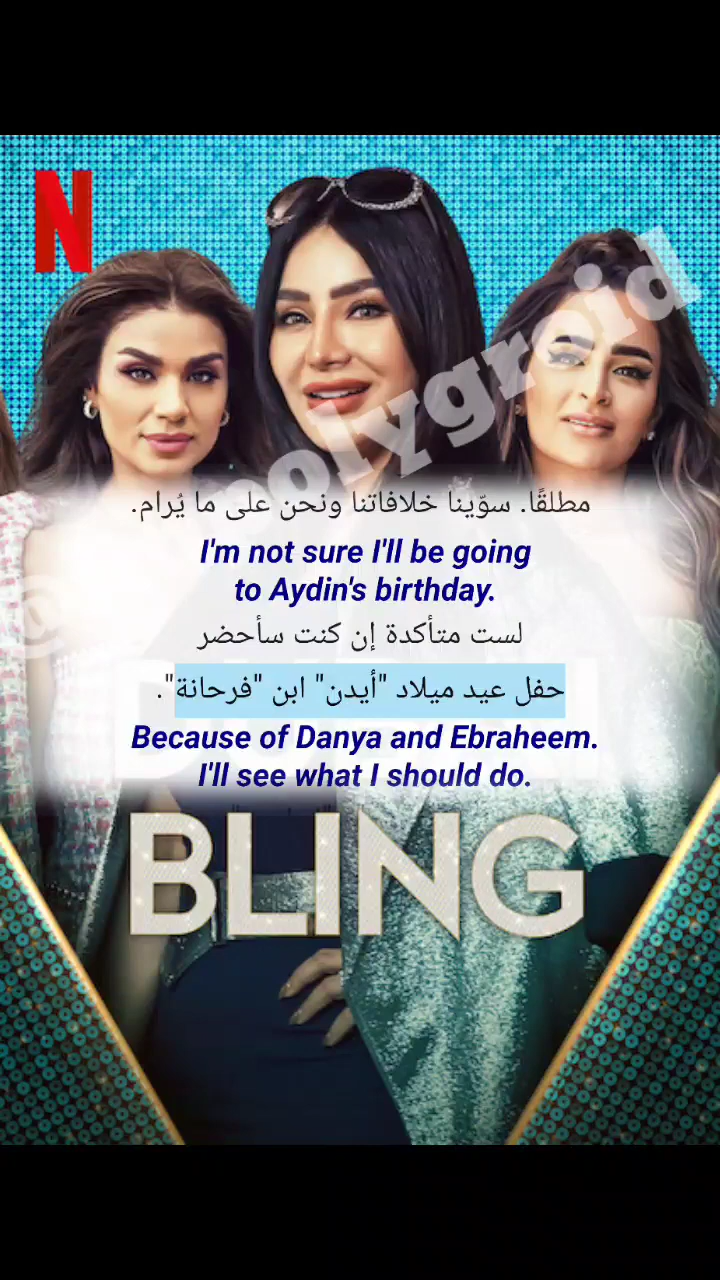 N
مطلقًا. سوّينا خلافاتنا ونحن على ما يُرام.
I'm not sure I'll be going
to Aydin's birthday.
لست متأكدة إن كنت سأحضر
حفل عيد ميلاد "أيدن" ابن "فرحانة".
Because of Danya and Ebraheem.
I'll see what I should do.
BLING
polygroid